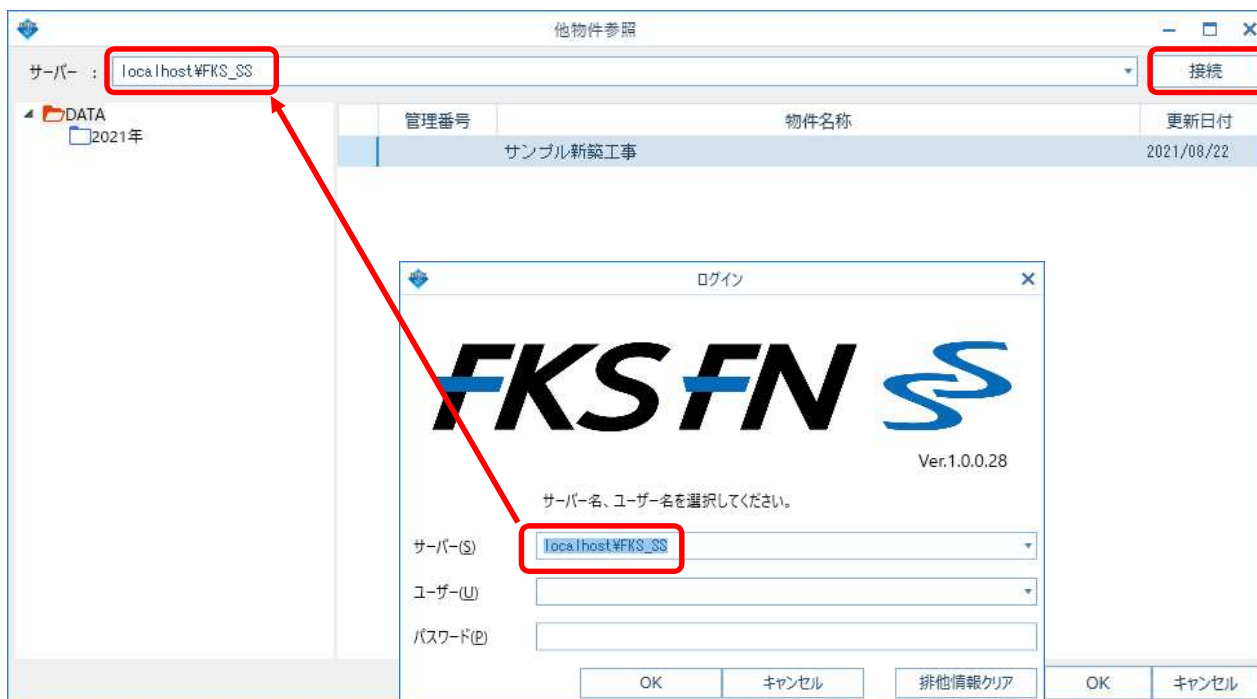 他物件参照
サーバー : localhost¥FKS_SS 接続
DATA
2021年
管理番号 物件名称 更新日付
サンプル新築工事 2021/08/22
ログイン
FKS FN SS
Ver.1.0.0.28
サーバー名、ユーザー名を選択してください。
サーバー(S) localhost¥FKS_SS
ユーザー(U)
パスワード(P)
OK キャンセル 排他情報クリア OK キャンセル